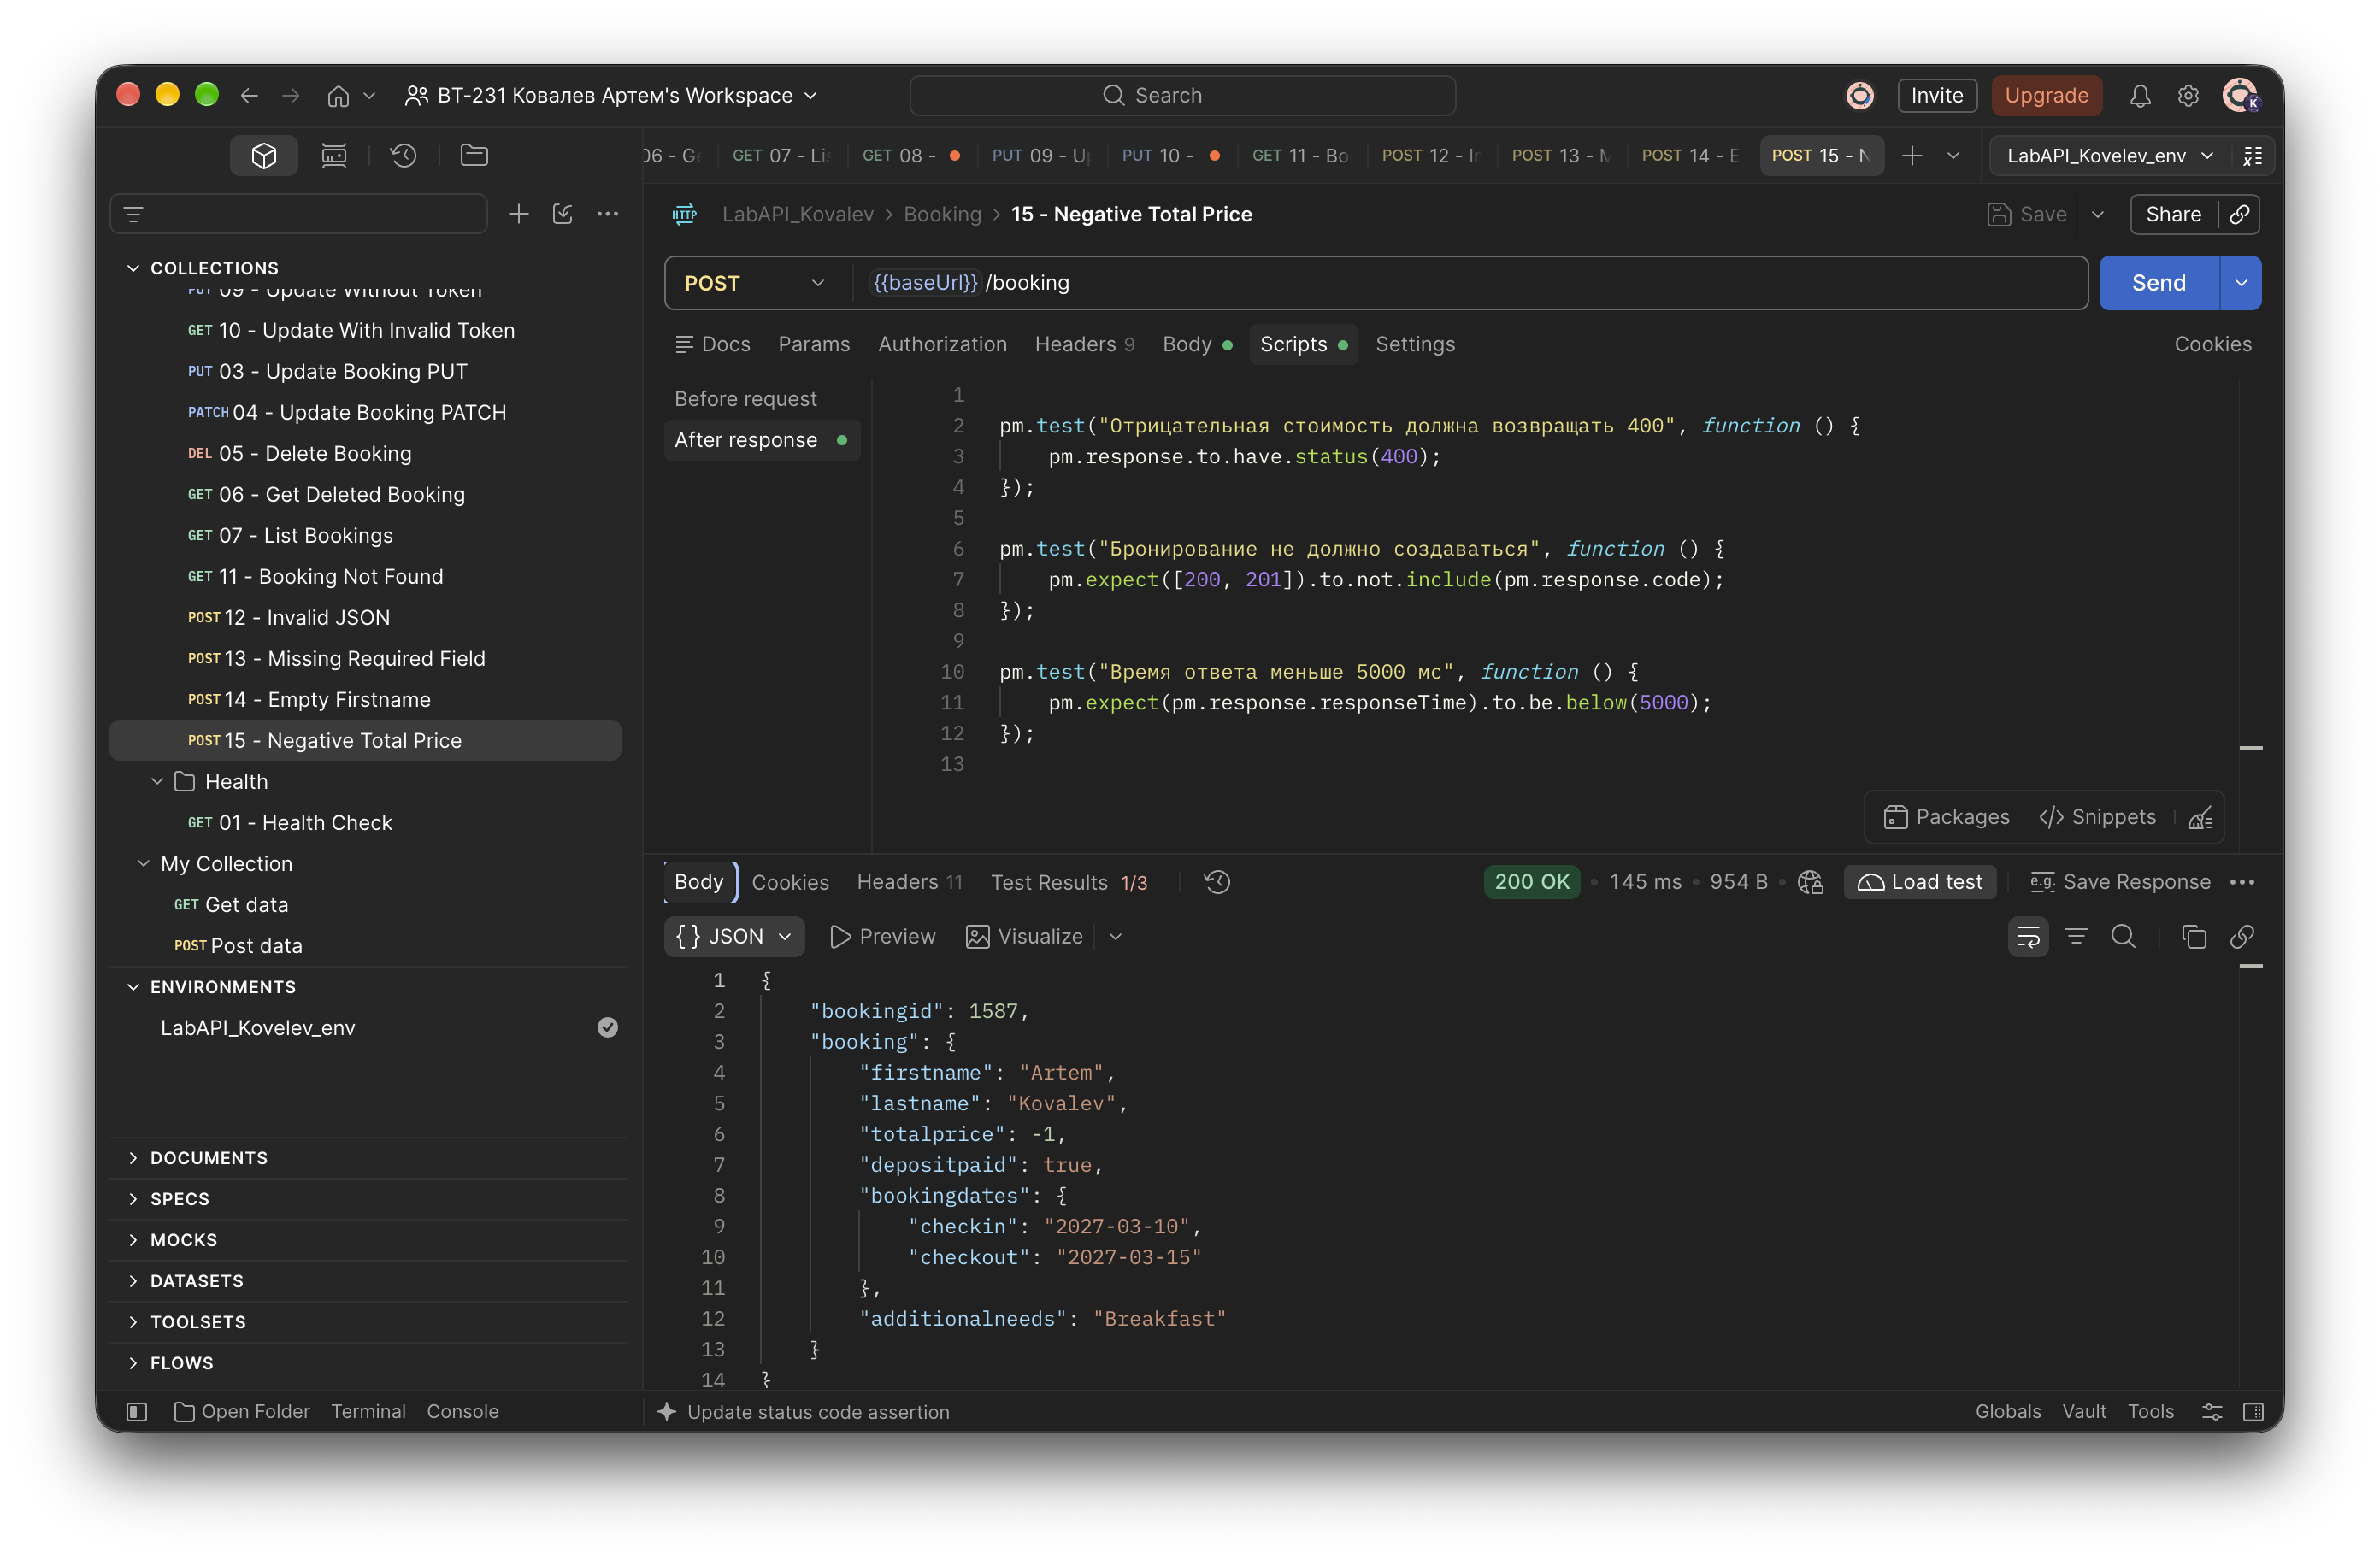 BT-231 Ковалев Артем's Workspace
Search
Invite
Upgrade
GET 07 - Lis
GET 08 -
PUT 09 - U
PUT 10 -
GET 11 - Bo
POST 12 - In
POST 13 - M
POST 14 - E
POST 15 - N
LabAPI_Kovelev_env
COLLECTIONS
PUT 09 - Update Without Token
GET 10 - Update With Invalid Token
PUT 03 - Update Booking PUT
PATCH 04 - Update Booking PATCH
DEL 05 - Delete Booking
GET 06 - Get Deleted Booking
GET 07 - List Bookings
GET 11 - Booking Not Found
POST 12 - Invalid JSON
POST 13 - Missing Required Field
POST 14 - Empty Firstname
POST 15 - Negative Total Price
Health
GET 01 - Health Check
My Collection
GET Get data
POST Post data
ENVIRONMENTS
LabAPI_Kovelev_env
DOCUMENTS
SPECS
MOCKS
DATASETS
TOOLSETS
FLOWS
HTTP LabAPI_Kovalev > Booking > 15 - Negative Total Price
Save
Share
POST {{baseUrl}} /booking
Send
Docs Params Authorization Headers 9 Body Scripts Settings
Cookies
Before request
After response
1
2 pm.test("Отрицательная стоимость должна возвращать 400", function () {
3 pm.response.to.have.status(400);
4 });
5
6 pm.test("Бронирование не должно создаваться", function () {
7 pm.expect([200, 201]).to.not.include(pm.response.code);
8 });
9
10 pm.test("Время ответа меньше 5000 мс", function () {
11 pm.expect(pm.response.responseTime).to.be.below(5000);
12 });
13
Packages </> Snippets
Body Cookies Headers 11 Test Results 1/3
200 OK • 145 ms • 954 B •
Load test
e.g. Save Response
{} JSON
Preview
Visualize
1 {
2 "bookingid": 1587,
3 "booking": {
4 "firstname": "Artem",
5 "lastname": "Kovalev",
6 "totalprice": -1,
7 "depositpaid": true,
8 "bookingdates": {
9 "checkin": "2027-03-10",
10 "checkout": "2027-03-15"
11 },
12 "additionalneeds": "Breakfast"
13 }
14 }
Open Folder Terminal Console
Update status code assertion
Globals Vault Tools